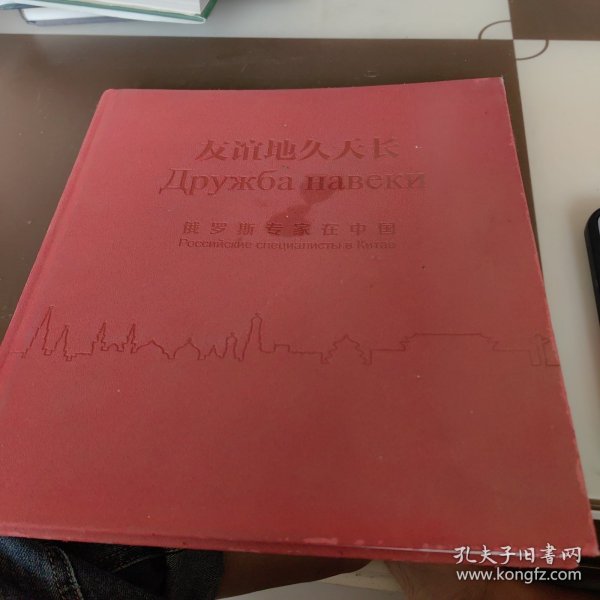 友谊地久天长
Дружба навеки
俄罗斯专家在中国
Российские специалисты в Китае
孔夫子旧书网
www.kongfz.com